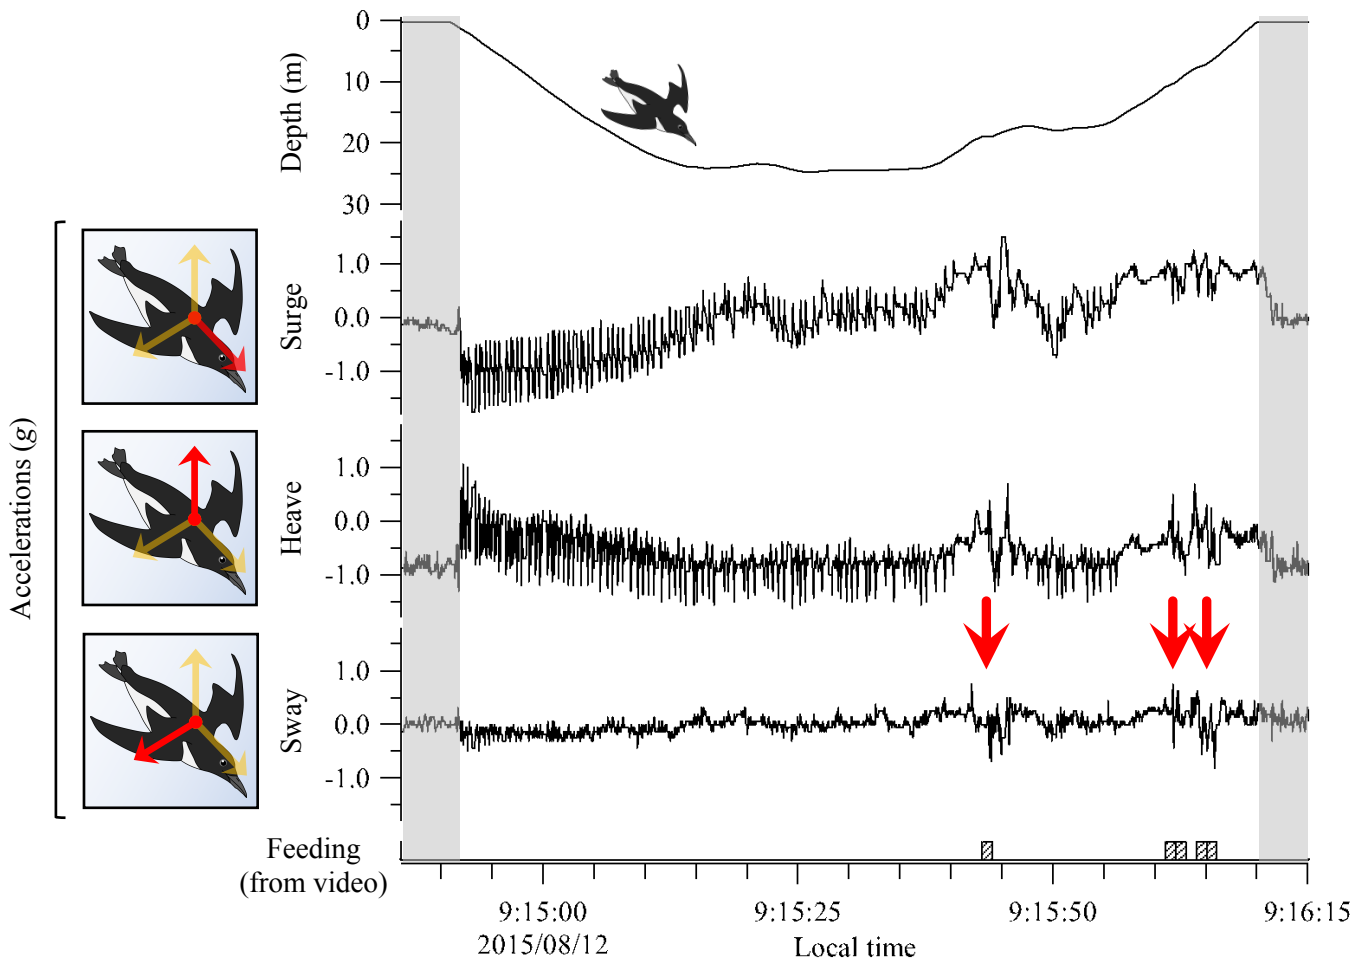 0
10
20
30
Depth (m)
1.0
0.0
-1.0
Surge
1.0
0.0
-1.0
Heave
1.0
0.0
-1.0
Sway
Accelerations (g)
Feeding
(from video)
9:15:00
9:15:25
9:15:50
9:16:15
2015/08/12
Local time